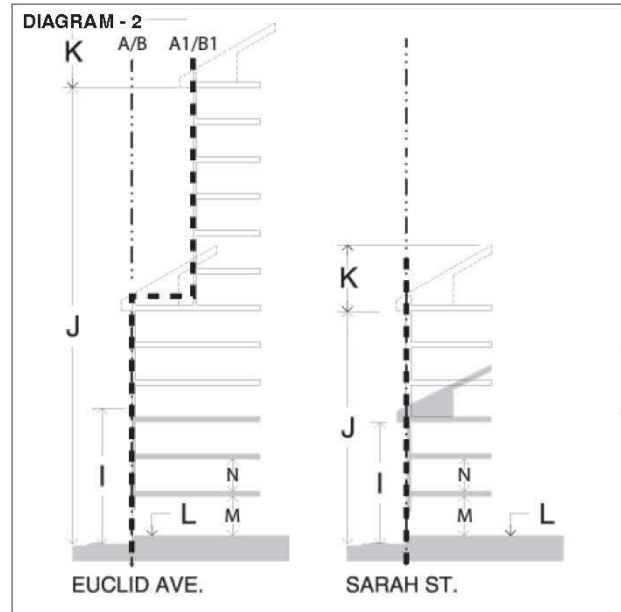 DIAGRAM - 2
A/B A1/B1
K
K
J
J
I
I
N
N
L
M
L
M
EUCLID AVE.
SARAH ST.